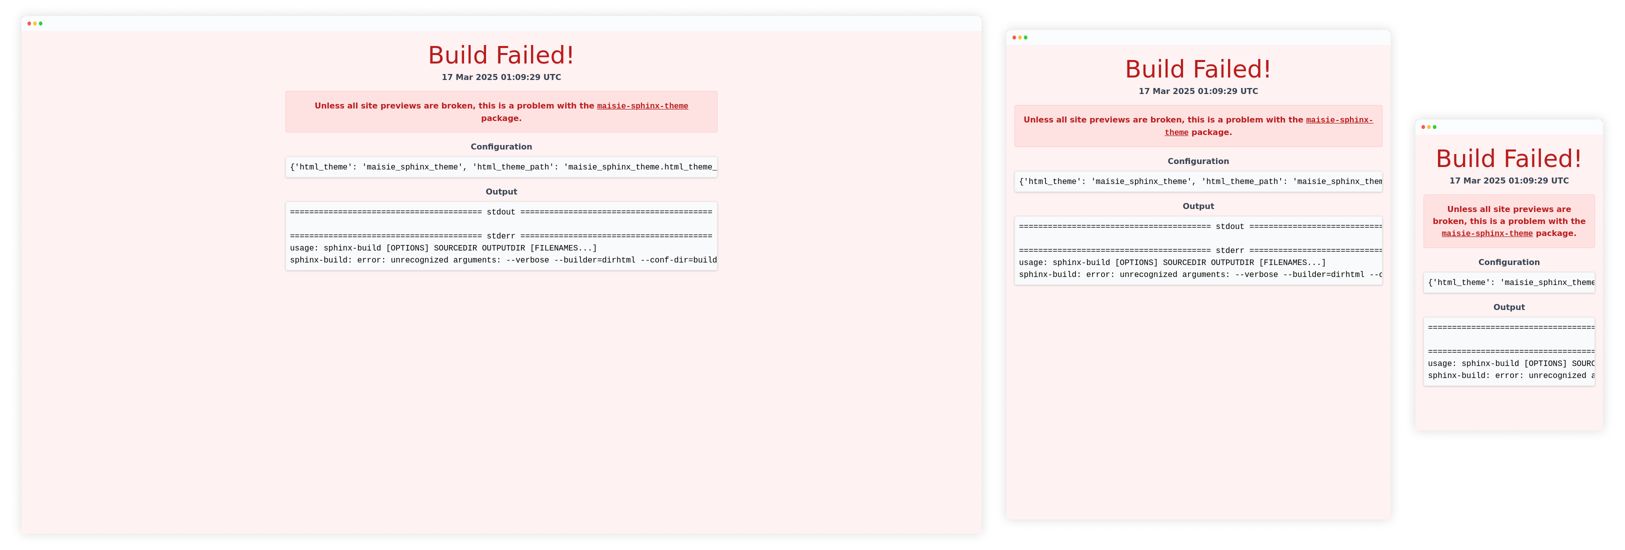 Build Failed!
17 Mar 2025 01:09:29 UTC
Unless all site previews are broken, this is a problem with the maisie-sphinx-theme
package.
Configuration
{'html_theme': 'maisie_sphinx_theme', 'html_theme_path': 'maisie_sphinx_theme.html_theme_
Output
======================================== stdout ========================================
======================================== stderr ========================================
usage: sphinx-build [OPTIONS] SOURCEDIR OUTPUTDIR [FILENAMES...]
sphinx-build: error: unrecognized arguments: --verbose --builder=dirhtml --conf-dir=build
Build Failed!
17 Mar 2025 01:09:29 UTC
Unless all site previews are broken, this is a problem with the maisie-sphinx-
theme package.
Configuration
{'html_theme': 'maisie_sphinx_theme', 'html_theme_path': 'maisie_sphinx_them
Output
======================================== stdout ============================
======================================== stderr ============================
usage: sphinx-build [OPTIONS] SOURCEDIR OUTPUTDIR [FILENAMES...]
sphinx-build: error: unrecognized arguments: --verbose --builder=dirhtml --c
Build Failed!
17 Mar 2025 01:09:29 UTC
Unless all site previews are
broken, this is a problem with the
maisie-sphinx-theme package.
Configuration
{'html_theme': 'maisie_sphinx_theme
Output
===================================
===================================
usage: sphinx-build [OPTIONS] SOURC
sphinx-build: error: unrecognized a